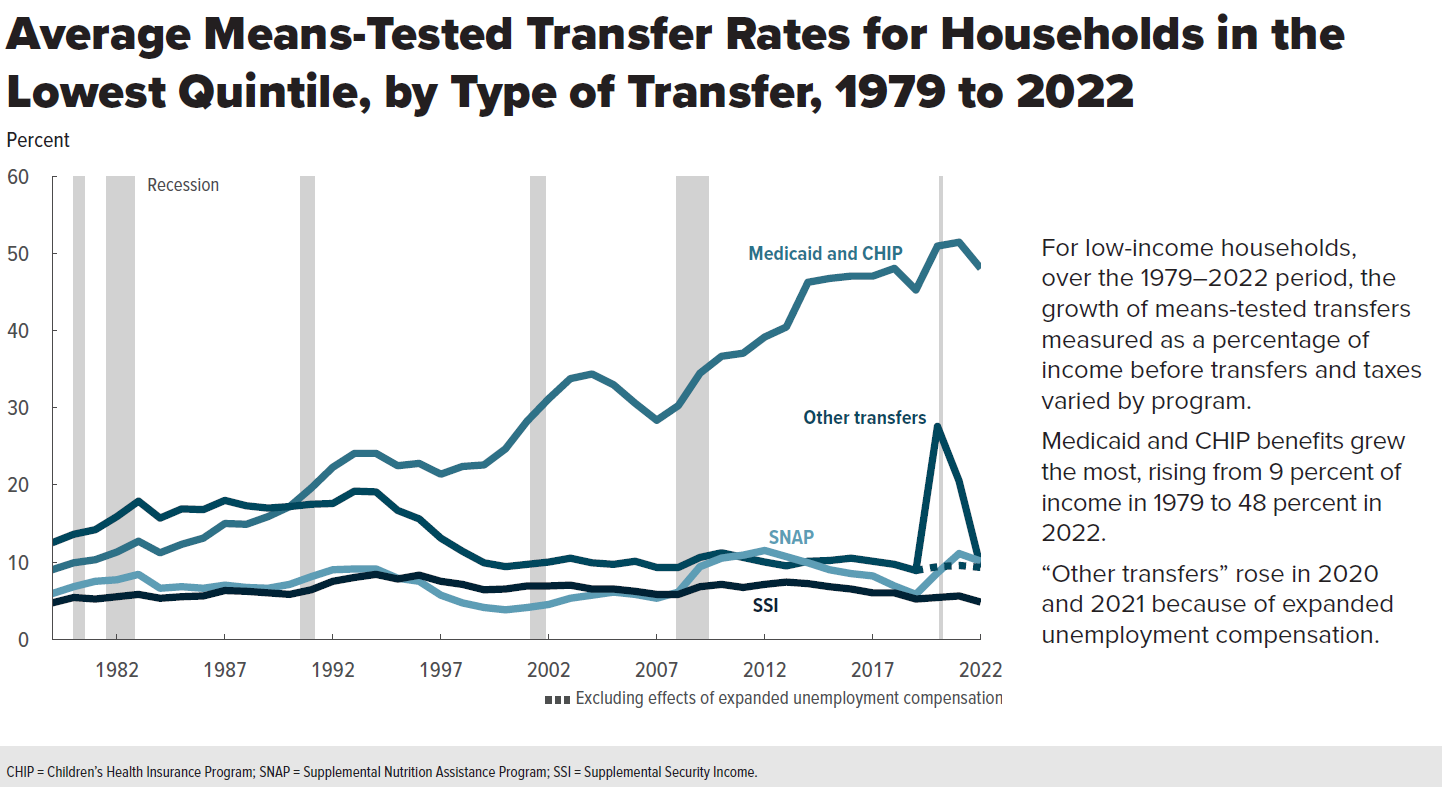 Average Means-Tested Transfer Rates for Households in the
Lowest Quintile, by Type of Transfer, 1979 to 2022
Percent
60
Recession
50
Medicaid and CHIP
40
30
Other transfers
20
SNAP
10
SSI
0
1982 1987 1992 1997 2002 2007 2012 2017 2022
Excluding effects of expanded unemployment compensation
For low-income households,
over the 1979–2022 period, the
growth of means-tested transfers
measured as a percentage of
income before transfers and taxes
varied by program.
Medicaid and CHIP benefits grew
the most, rising from 9 percent of
income in 1979 to 48 percent in
2022.
“Other transfers” rose in 2020
and 2021 because of expanded
unemployment compensation.
CHIP = Children’s Health Insurance Program; SNAP = Supplemental Nutrition Assistance Program; SSI = Supplemental Security Income.